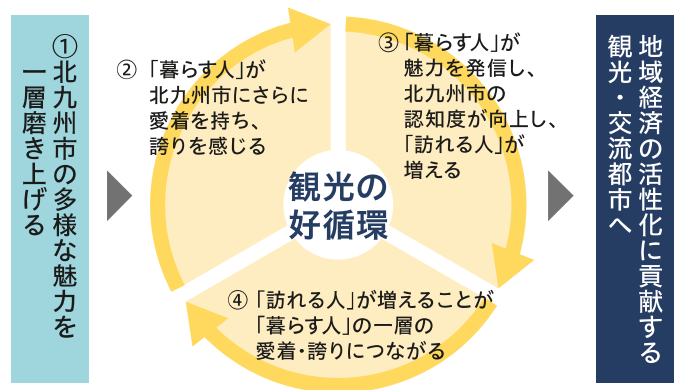 ①北九州市の多様な魅力を
一層磨き上げる
② 「暮らす人」が
北九州市にさらに
愛着を持ち、
誇りを感じる
③「暮らす人」が
魅力を発信し、
北九州市の
認知度が向上し、
「訪れる人」が
増える
観光の
好循環
④「訪れる人」が増えることが
「暮らす人」の一層の
愛着・誇りにつながる
地域経済の活性化に貢献する
観光・交流都市へ